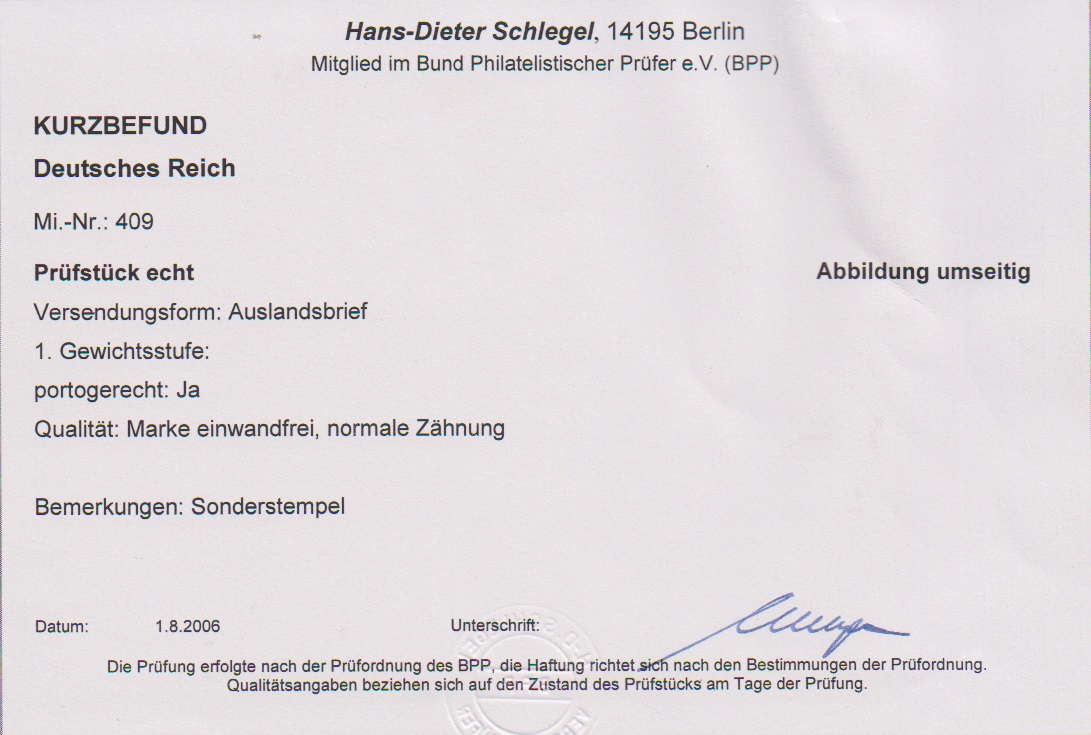 Hans-Dieter Schlegel, 14195 Berlin
Mitglied im Bund Philatelistischer Prüfer e.V. (BPP)
KURZBEFUND
Deutsches Reich
Mi.-Nr.: 409
Prüfstück echt
Abbildung umseitig
Versendungsform: Auslandsbrief
1. Gewichtsstufe:
portogerecht: Ja
Qualität: Marke einwandfrei, normale Zähnung
Bemerkungen: Sonderstempel
Datum: 1.8.2006 Unterschrift:
Die Prüfung erfolgte nach der Prüfordnung des BPP, die Haftung richtet sich nach den Bestimmungen der Prüfordnung.
Qualitätsangaben beziehen sich auf den Zustand des Prüfstücks am Tage der Prüfung.